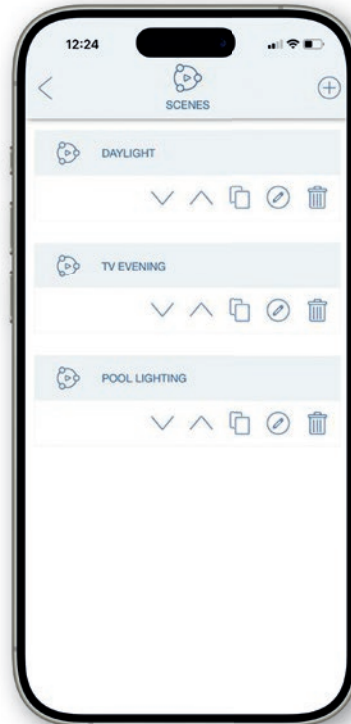 12:24
SCENES
DAYLIGHT
TV EVENING
POOL LIGHTING